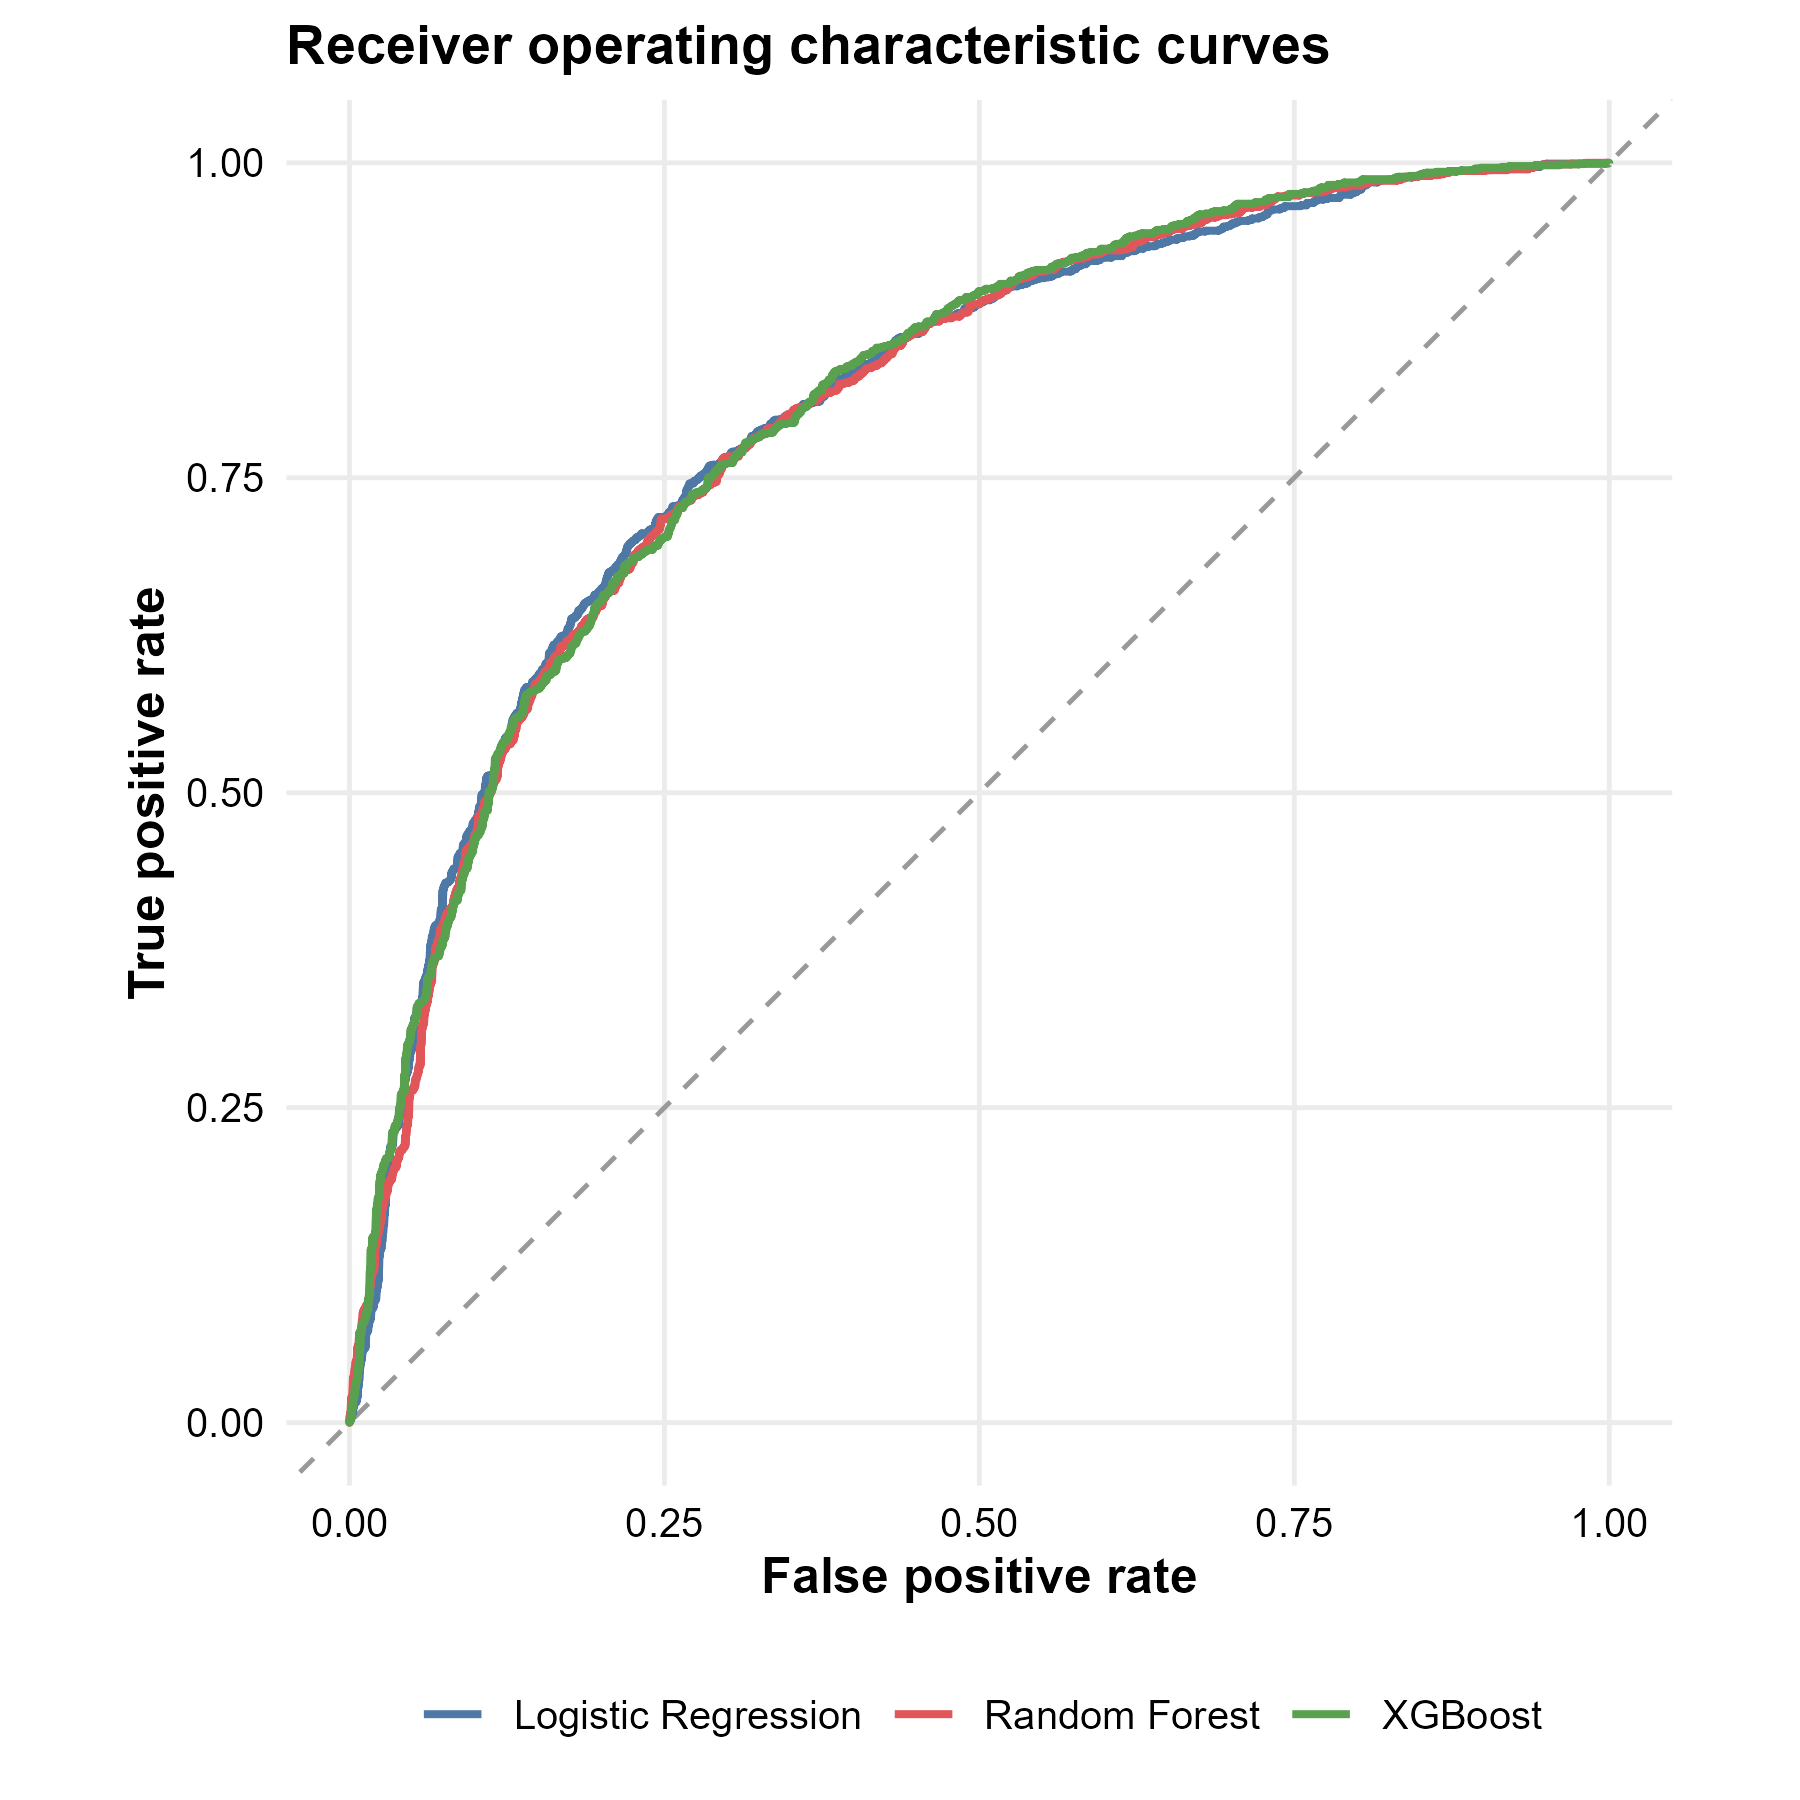 Receiver operating characteristic curves
True positive rate
1.00
0.75
0.50
0.25
0.00
0.00 0.25 0.50 0.75 1.00
False positive rate
Logistic Regression Random Forest XGBoost